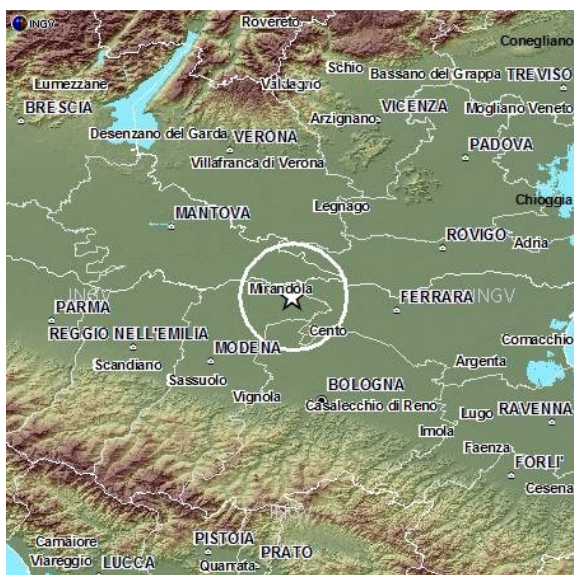 INGV
Rovereto
Conegliano
Schio
Bassano del Grappa
TREVISO
Lumezzane
Valdagno
BRESCIA
Arzignano
VICENZA
Mogliano Veneto
Desenzano del Garda
VERONA
PADOVA
Villafranca di Verona
Legnago
Chioggia
MANTOVA
ROVIGO
Adria
Mirandola
INGV
FERRARA
INGV
PARMA
REGGIO NELL'EMILIA
Cento
Comacchio
Scandiano
MODENA
Argenta
Sassuolo
BOLOGNA
Vignola
Casalecchio di Reno
Lugo
RAVENNA
Imola
Faenza
FORLI'
Cesena
Camaiore
PISTOIA
Viareggio
LUCCA
Quarrata
PRATO